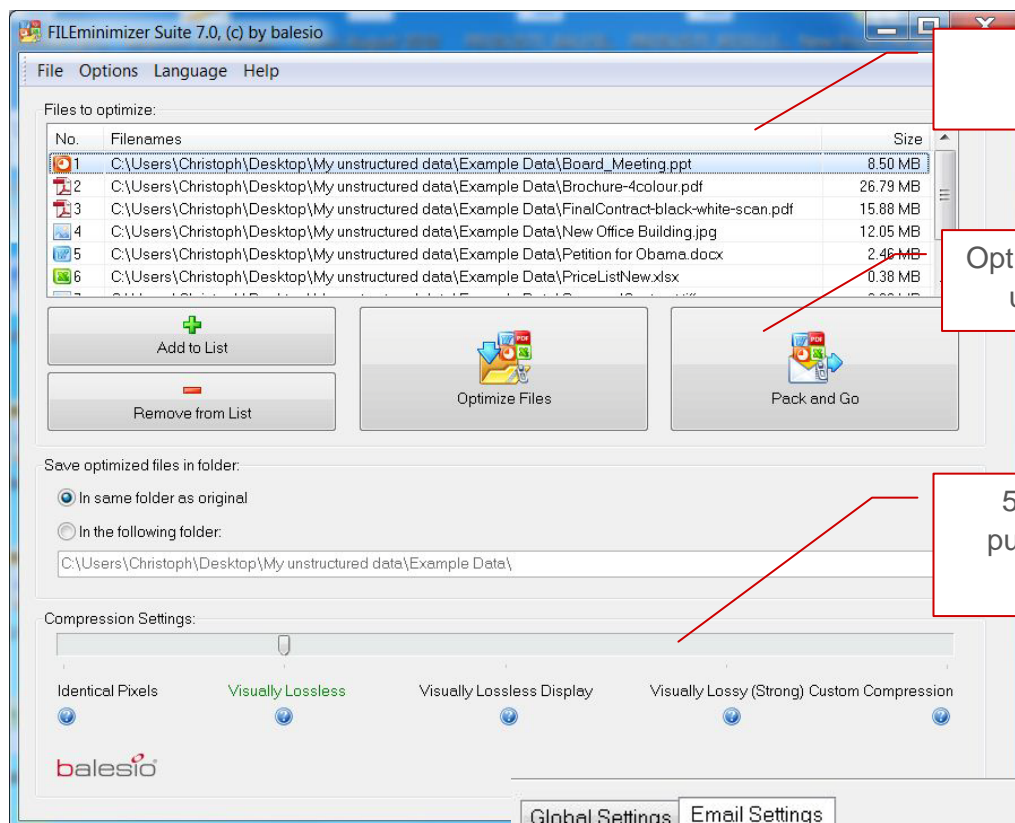 FILEminimizer Suite 7.0, (c) by balesio
File Options Language Help
Files to optimize:
No. Filenames Size
1 C:\Users\Christoph\Desktop\My unstructured data\Example Data\Board_Meeting.ppt 8.50 MB
2 C:\Users\Christoph\Desktop\My unstructured data\Example Data\Brochure-4colour.pdf 26.79 MB
3 C:\Users\Christoph\Desktop\My unstructured data\Example Data\FinalContract-black-white-scan.pdf 15.88 MB
4 C:\Users\Christoph\Desktop\My unstructured data\Example Data\New Office Building.jpg 12.05 MB
5 C:\Users\Christoph\Desktop\My unstructured data\Example Data\Petition for Obama.docx 2.46 MB
6 C:\Users\Christoph\Desktop\My unstructured data\Example Data\PriceListNew.xlsx 0.38 MB
Opti
u
Add to List
Remove from List
Optimize Files
Pack and Go
Save optimized files in folder:
In same folder as original
In the following folder:
C:\Users\Christoph\Desktop\My unstructured data\Example Data\
5
pu
Compression Settings:
Identical Pixels Visually Lossless Visually Lossless Display Visually Lossy (Strong) Custom Compression
balesio
Global Settings Email Settings